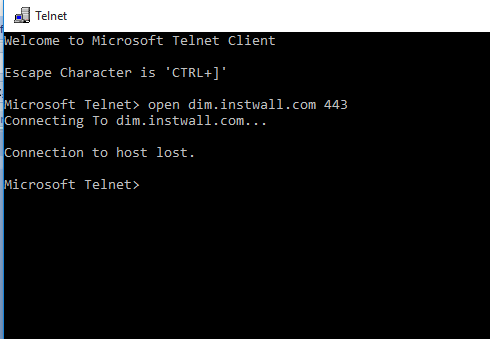 Telnet
Welcome to Microsoft Telnet Client
Escape Character is 'CTRL+]'
Microsoft Telnet> open dim.instwall.com 443
Connecting To dim.instwall.com...
Connection to host lost.
Microsoft Telnet>